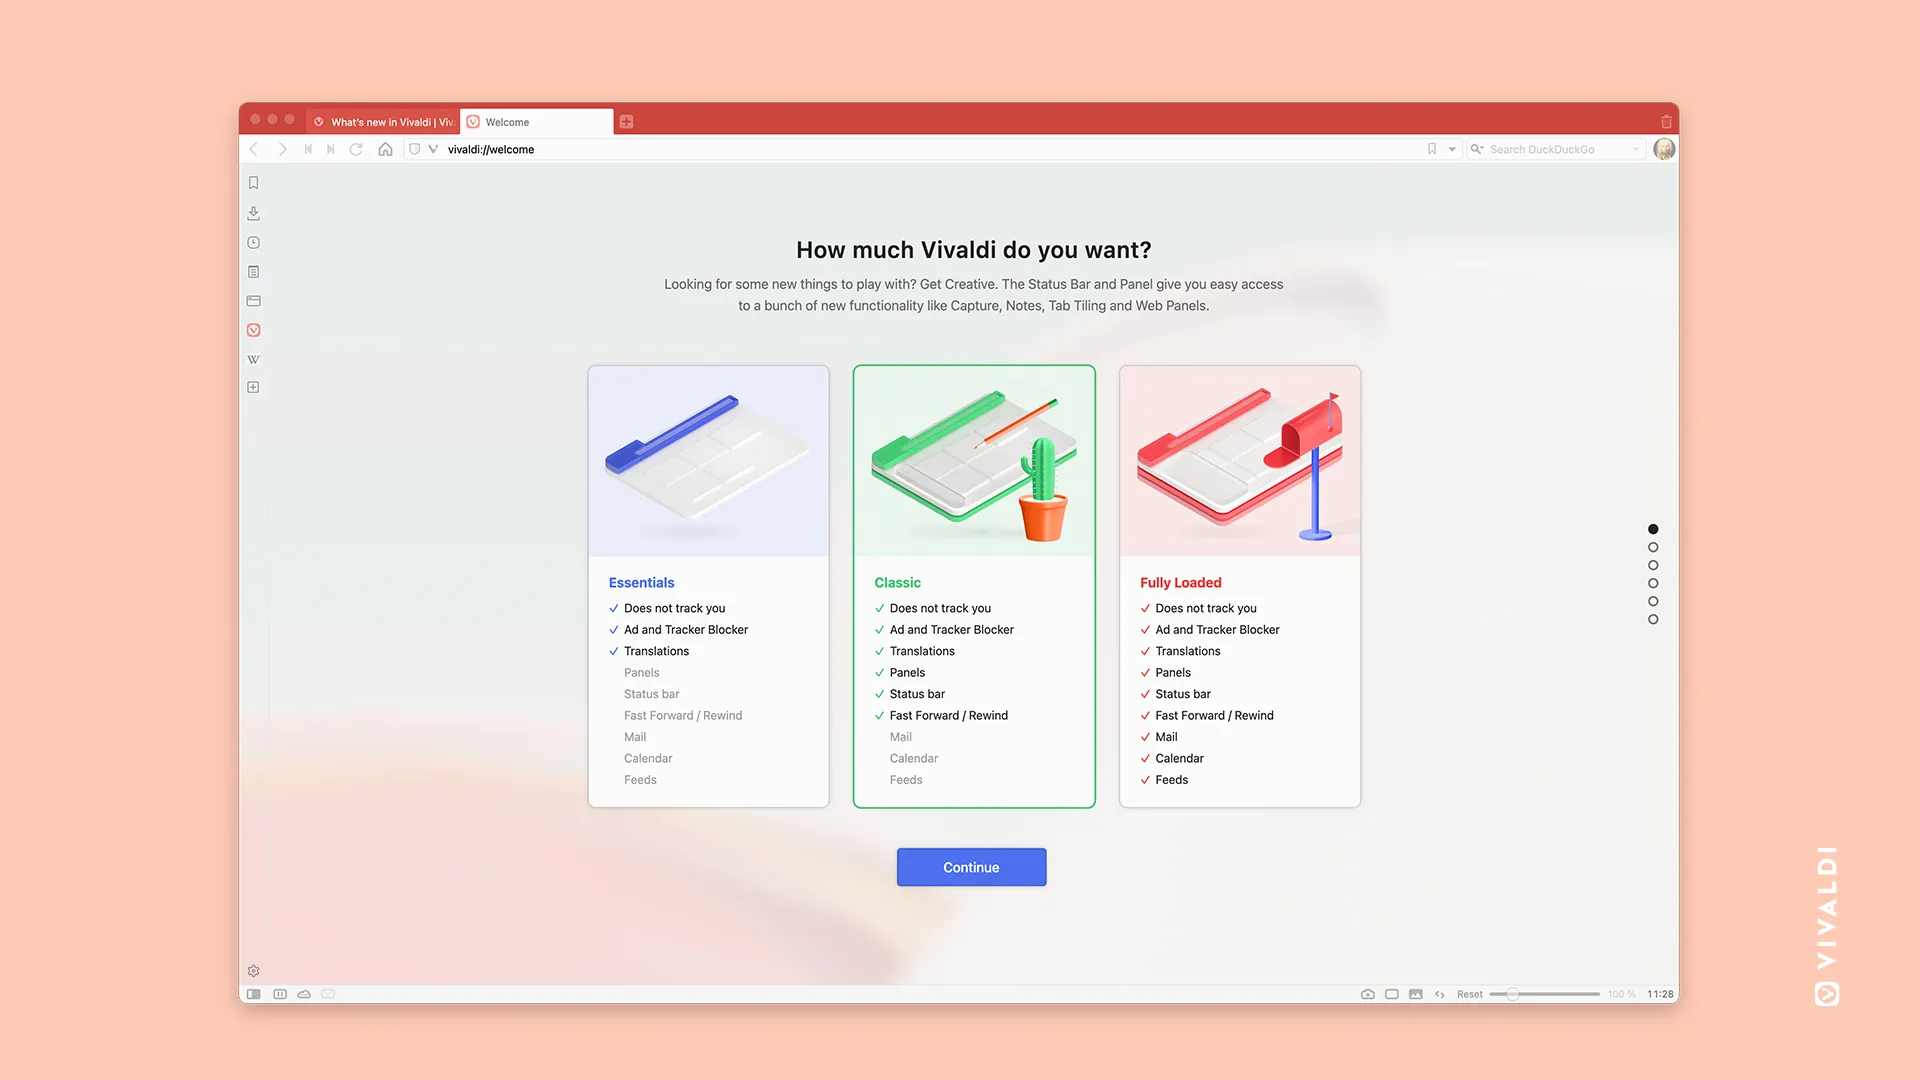 What's new in Vivaldi | Viv
Welcome
vivaldi://welcome
Search DuckDuckGo
W
How much Vivaldi do you want?
Looking for some new things to play with? Get Creative. The Status Bar and Panel give you easy access
to a bunch of new functionality like Capture, Notes, Tab Tiling and Web Panels.
Essentials
Does not track you
Ad and Tracker Blocker
Translations
Panels
Status bar
Fast Forward / Rewind
Mail
Calendar
Feeds
Classic
Does not track you
Ad and Tracker Blocker
Translations
Panels
Status bar
Fast Forward / Rewind
Mail
Calendar
Feeds
Fully Loaded
Does not track you
Ad and Tracker Blocker
Translations
Panels
Status bar
Fast Forward / Rewind
Mail
Calendar
Feeds
Continue
Reset
100 %
11:28
VIVALDI